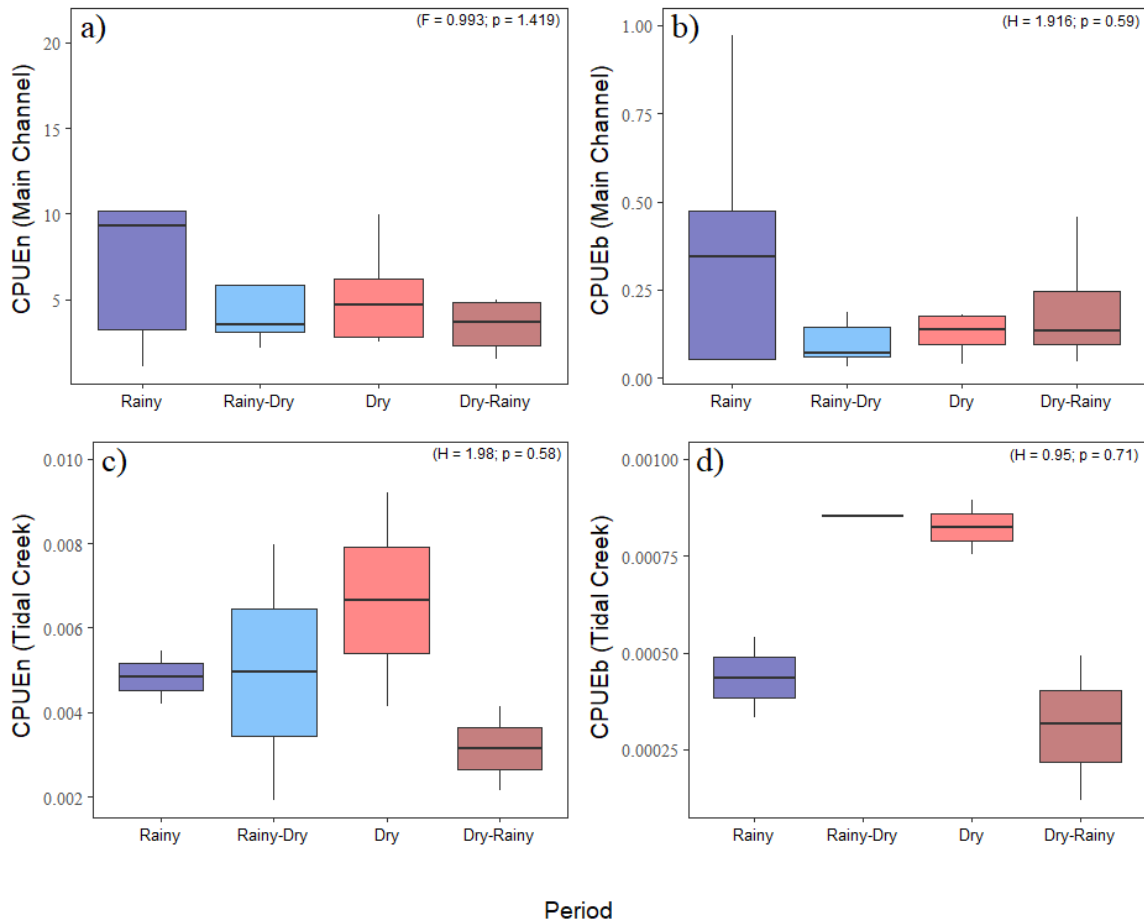 a)
(F = 0.993; p = 1.419)
CPUEn (Main Channel)
20
15
10
5
Rainy Rainy-Dry Dry Dry-Rainy
b)
(H = 1.916; p = 0.59)
CPUEb (Main Channel)
1.00
0.75
0.50
0.25
0.00
Rainy Rainy-Dry Dry Dry-Rainy
c)
(H = 1.98; p = 0.58)
CPUEn (Tidal Creek)
0.010
0.008
0.006
0.004
0.002
Rainy Rainy-Dry Dry Dry-Rainy
d)
(H = 0.95; p = 0.71)
CPUEb (Tidal Creek)
0.00100
0.00075
0.00050
0.00025
Rainy Rainy-Dry Dry Dry-Rainy
Period